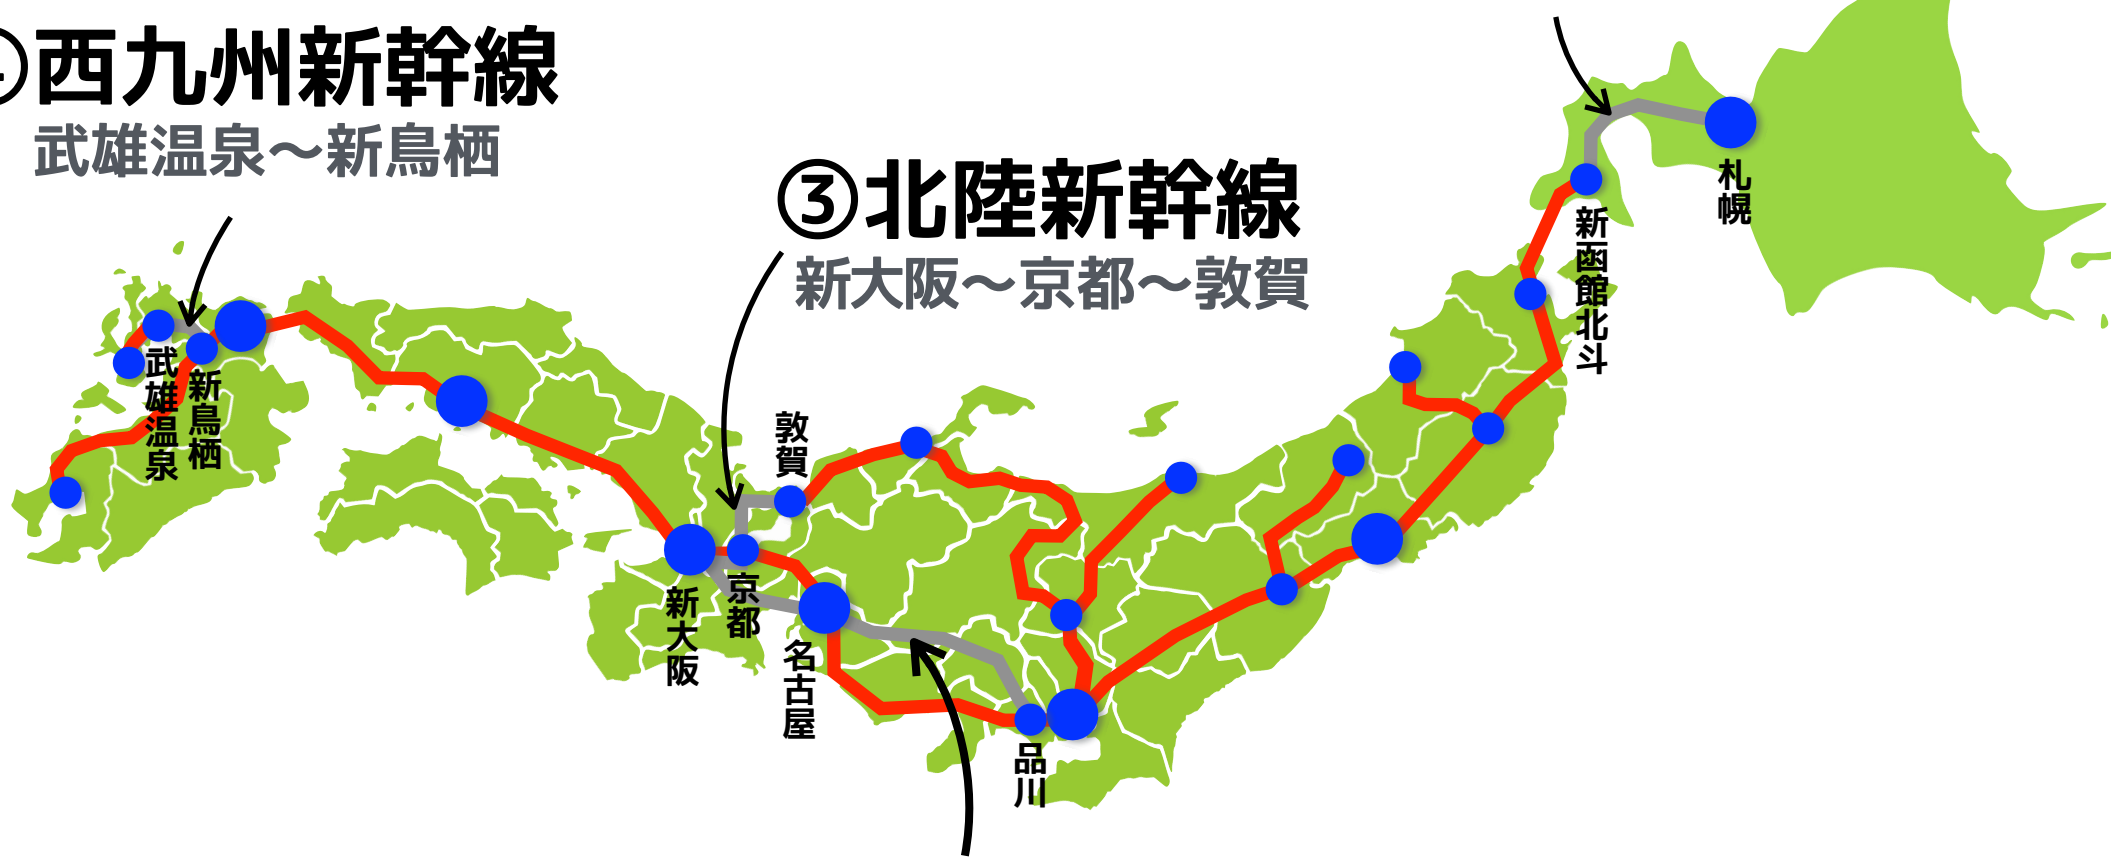 西九州新幹線
武雄温泉〜新鳥栖
③北陸新幹線
新大阪〜京都〜敦賀
札幌
新函館北斗
武雄温泉
新鳥栖
敦賀
新大阪
京都
名古屋
品川